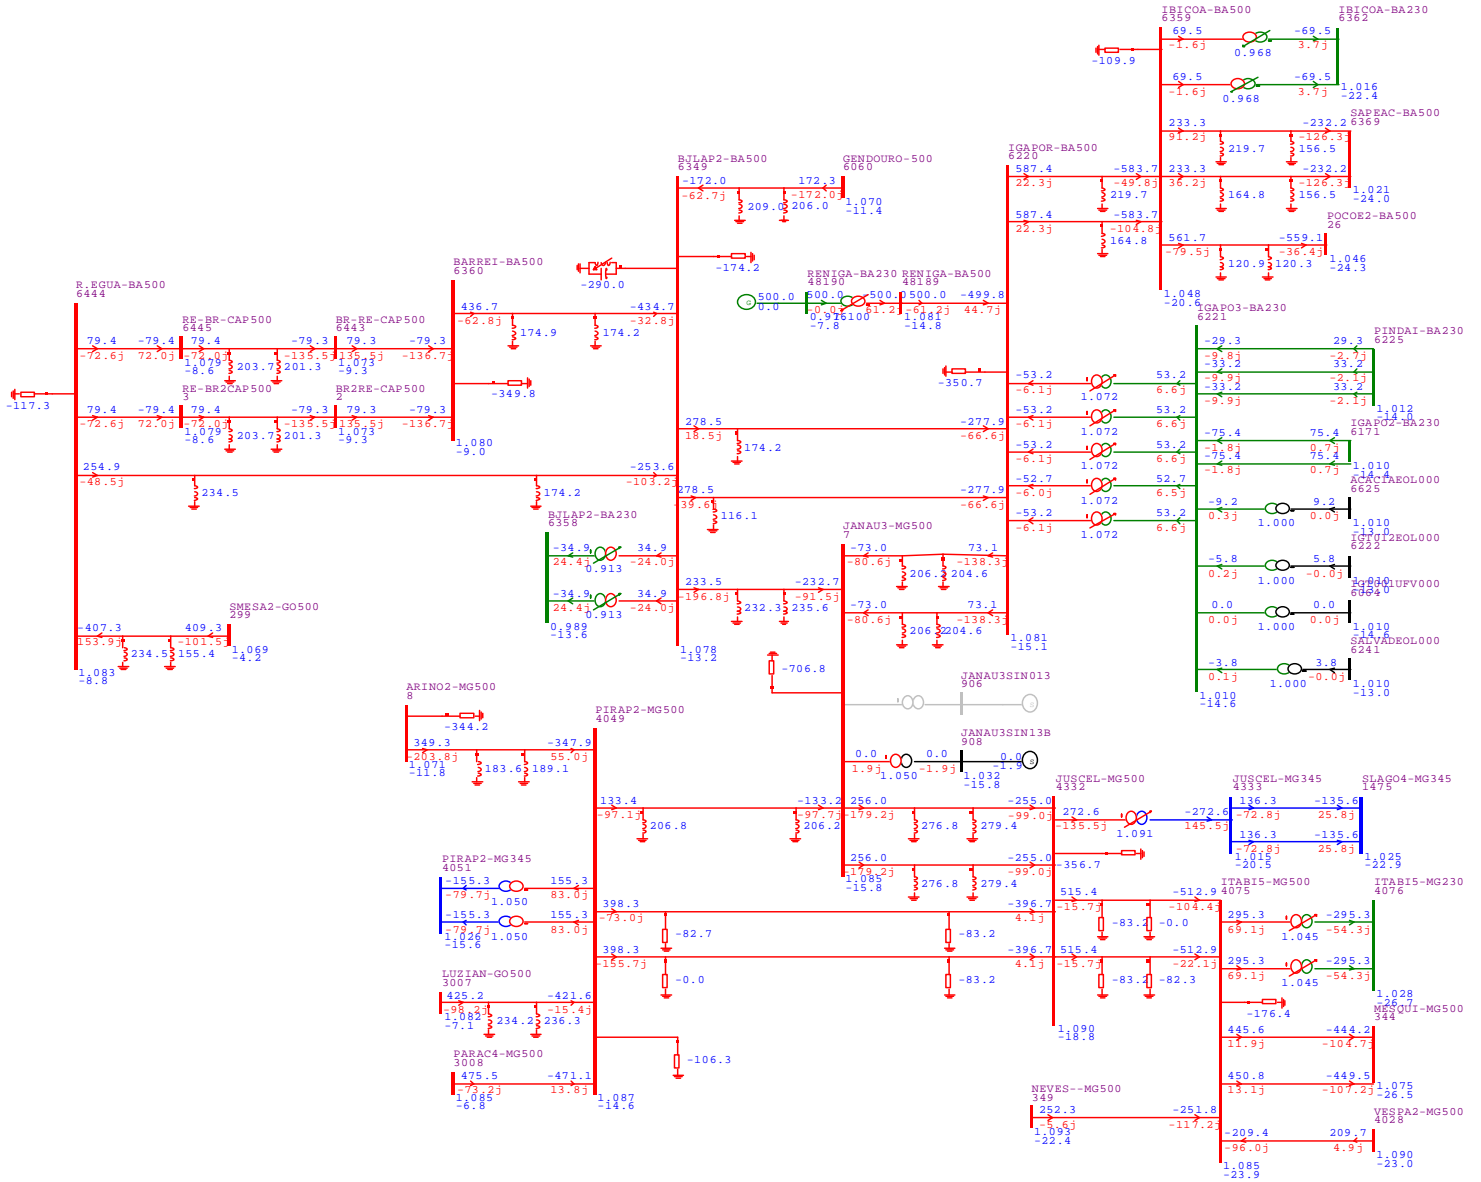 IBICOA-BA500
6359
IBICOA-BA230
6362
69.5
-1.6j
-69.5
3.7j
0.968
-109.9
69.5
-1.6j
-69.5
3.7j
0.968
1.016
-22.4
SAPEAC-BA500
6369
233.3
91.2j
-232.2
-126.3j
219.7
156.5
233.3
36.2j
-232.2
-126.3j
164.8
156.5
1.021
-24.0
POCOE2-BA500
26
561.7
-79.5j
-559.1
-36.4j
120.9
120.3
1.046
-24.3
1.048
-20.6
IGAPOR-BA500
6220
587.4
22.3j
-583.7
-49.8j
219.7
587.4
22.3j
-583.7
-104.8j
164.8
BJLAP2-BA500
6349
GENDOURO-500
6060
-172.0
-62.7j
172.3
-172.0j
209.0
206.0
1.070
-11.4
-174.2
-290.0
RENIGA-BA230
48190
RENIGA-BA500
48189
500.0
0.0
500.0
-0.0j
500.0
61.2j
500.0
-61.2j
-499.8
44.7j
-7.8
1.081
-14.8
-350.7
R.EGUA-BA500
6444
RE-BR-CAP500
6445
BR-RE-CAP500
6443
BARREI-BA500
6360
79.4
-72.6j
-79.4
72.0j
79.4
-72.0j
-79.3
-135.5j
79.3
135.5j
-79.3
-136.7j
1.079
-8.6
203.7
201.3
1.073
-9.3
-117.3
RE-BR2CAP500
3
BR2RE-CAP500
2
79.4
-72.6j
-79.4
72.0j
79.4
-72.0j
-79.3
-135.5j
79.3
135.5j
-79.3
-136.7j
1.079
-8.6
203.7
201.3
1.073
-9.3
436.7
-62.8j
-434.7
-32.8j
174.9
174.2
-349.8
1.080
-9.0
254.9
-48.5j
-253.6
-103.2j
234.5
174.2
278.5
18.5j
-277.9
-66.6j
174.2
278.5
-39.6j
-277.9
-66.6j
116.1
IGAPO3-BA230
6221
PINDAI-BA230
6225
-29.3
-9.8j
29.3
-2.7j
-33.2
-9.9j
33.2
-2.1j
-33.2
-9.9j
33.2
-2.1j
1.012
-14.0
-53.2
-6.1j
53.2
6.6j
1.072
-53.2
-6.1j
53.2
6.6j
1.072
-53.2
-6.1j
53.2
6.6j
1.072
-52.7
-6.0j
52.7
6.5j
1.072
-53.2
-6.1j
53.2
6.6j
1.072
IGAPO2-BA230
6171
-75.4
-1.8j
75.4
0.7j
-75.4
-1.8j
75.4
0.7j
1.010
-14.4
ACACIAEOL000
6625
-9.2
0.3j
9.2
0.0j
1.000
1.010
-13.0
6222
-5.8
0.2j
5.8
-0.0j
1.000
0.0
0.0j
0.0
0.0j
1.000
1.010
-14.6
SALVADEOL000
6241
-3.8
0.1j
3.8
-0.0j
1.000
1.010
-13.0
1.010
-14.6
BJLAP2-BA230
6358
-34.9
24.4j
34.9
-24.0j
0.913
-34.9
24.4j
34.9
-24.0j
0.913
0.989
-13.6
JANAU3-MG500
7
-73.0
-80.6j
73.1
-138.3j
206.2
204.6
-73.0
-80.6j
73.1
-138.3j
204.6
1.081
-15.1
233.5
-196.8j
-232.7
-91.5j
232.3
235.6
1.078
-13.2
SMESA2-GO500
299
-407.3
153.9j
409.3
-101.5j
234.5
155.4
1.069
-4.2
1.083
-8.8
-706.8
JANAU3SIN013
906
JANAU3SIN13B
908
0.0
1.9j
0.0
-1.9j
0.0
-1.9
1.050
1.032
-15.8
ARINO2-MG500
8
-344.2
349.3
-203.8j
-347.9
55.0j
1.071
-11.8
183.6
189.1
PIRAP2-MG500
4049
133.4
-97.1j
-133.2
-97.7j
206.8
206.2
256.0
-179.2j
-255.0
-99.0j
276.8
279.4
256.0
-179.2j
-255.0
-99.0j
276.8
279.4
1.085
-15.8
JUSCEL-MG500
4332
JUSCEL-MG345
4333
SLAGO4-MG345
1475
272.6
-135.5j
-272.6
145.5j
1.091
136.3
-72.8j
-135.6
25.8j
136.3
-72.8j
-135.6
25.8j
1.015
-20.5
1.025
-22.9
-356.7
PIRAP2-MG345
4051
-155.3
-79.7j
155.3
83.0j
1.050
-155.3
-79.7j
155.3
83.0j
1.050
1.026
-15.6
398.3
-73.0j
-396.7
4.1j
-82.7
-83.2
398.3
-155.7j
-396.7
4.1j
-0.0
-83.2
515.4
-15.7j
-512.9
-104.4j
-83.2
-0.0
515.4
-15.7j
-512.9
-22.1j
-83.2
-82.3
ITABI5-MG500
4075
ITABI5-MG230
4076
295.3
69.1j
-295.3
-54.3j
1.045
295.3
69.1j
-295.3
-54.3j
1.045
1.028
-26.7
LUZIAN-GO500
3007
425.2
-98.2j
-421.6
-15.4j
1.082
-7.1
234.2
236.3
-106.3
PARAC4-MG500
3008
475.5
-73.2j
-471.1
13.8j
1.085
-6.8
1.087
-14.6
1.090
-18.8
-176.4
MESQUI-MG500
344
445.6
11.9j
-444.2
-104.7j
450.8
13.1j
-449.5
-107.2j
1.075
-26.5
NEVES--MG500
349
252.3
-5.6j
-251.8
-117.2j
1.093
-22.4
VESPA2-MG500
4028
-209.4
-96.0j
209.7
4.9j
1.090
-23.0
1.085
-23.9